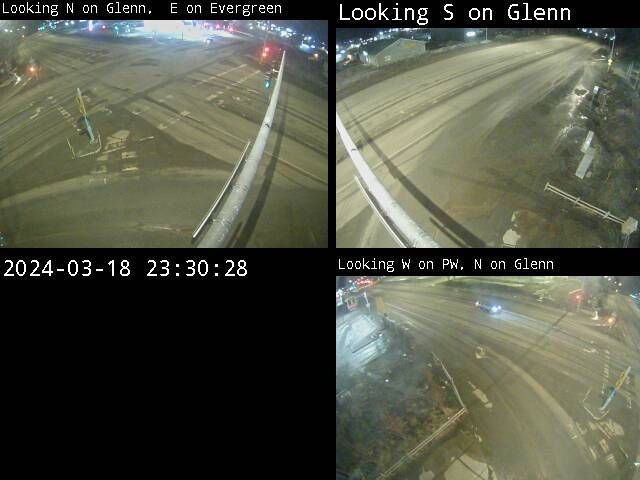 Looking N on Glenn,  E on Evergreen
Looking S on Glenn
2024-03-18 23:30:28
Looking W on PW, N on Glenn